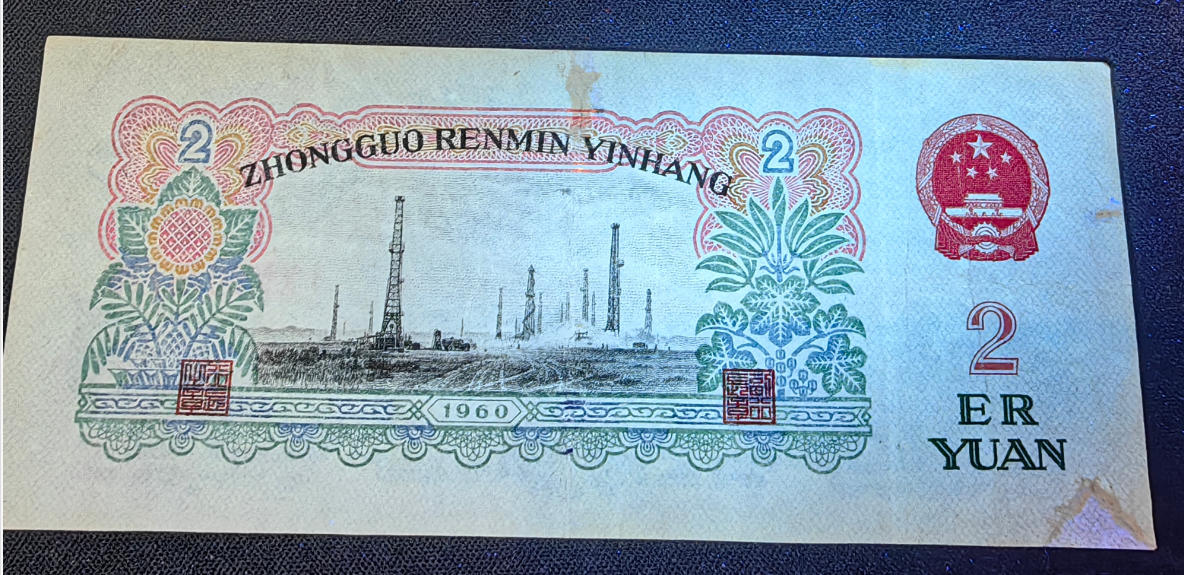 2 2
ZHONGGUO RENMIN YINHANG
2
ER
YUAN
1960